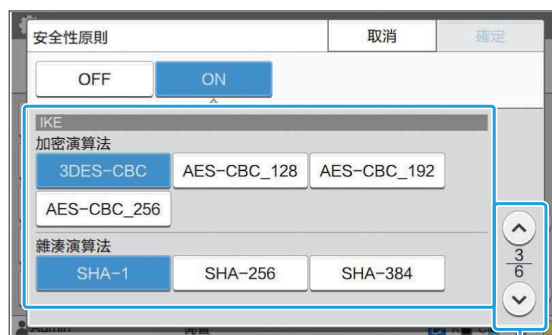 安全性原則 取消 確定
OFF ON
IKE
加密演算法
3DES-CBC AES-CBC_128 AES-CBC_192
AES-CBC_256
雜湊演算法
SHA-1 SHA-256 SHA-384
3
6
Admin